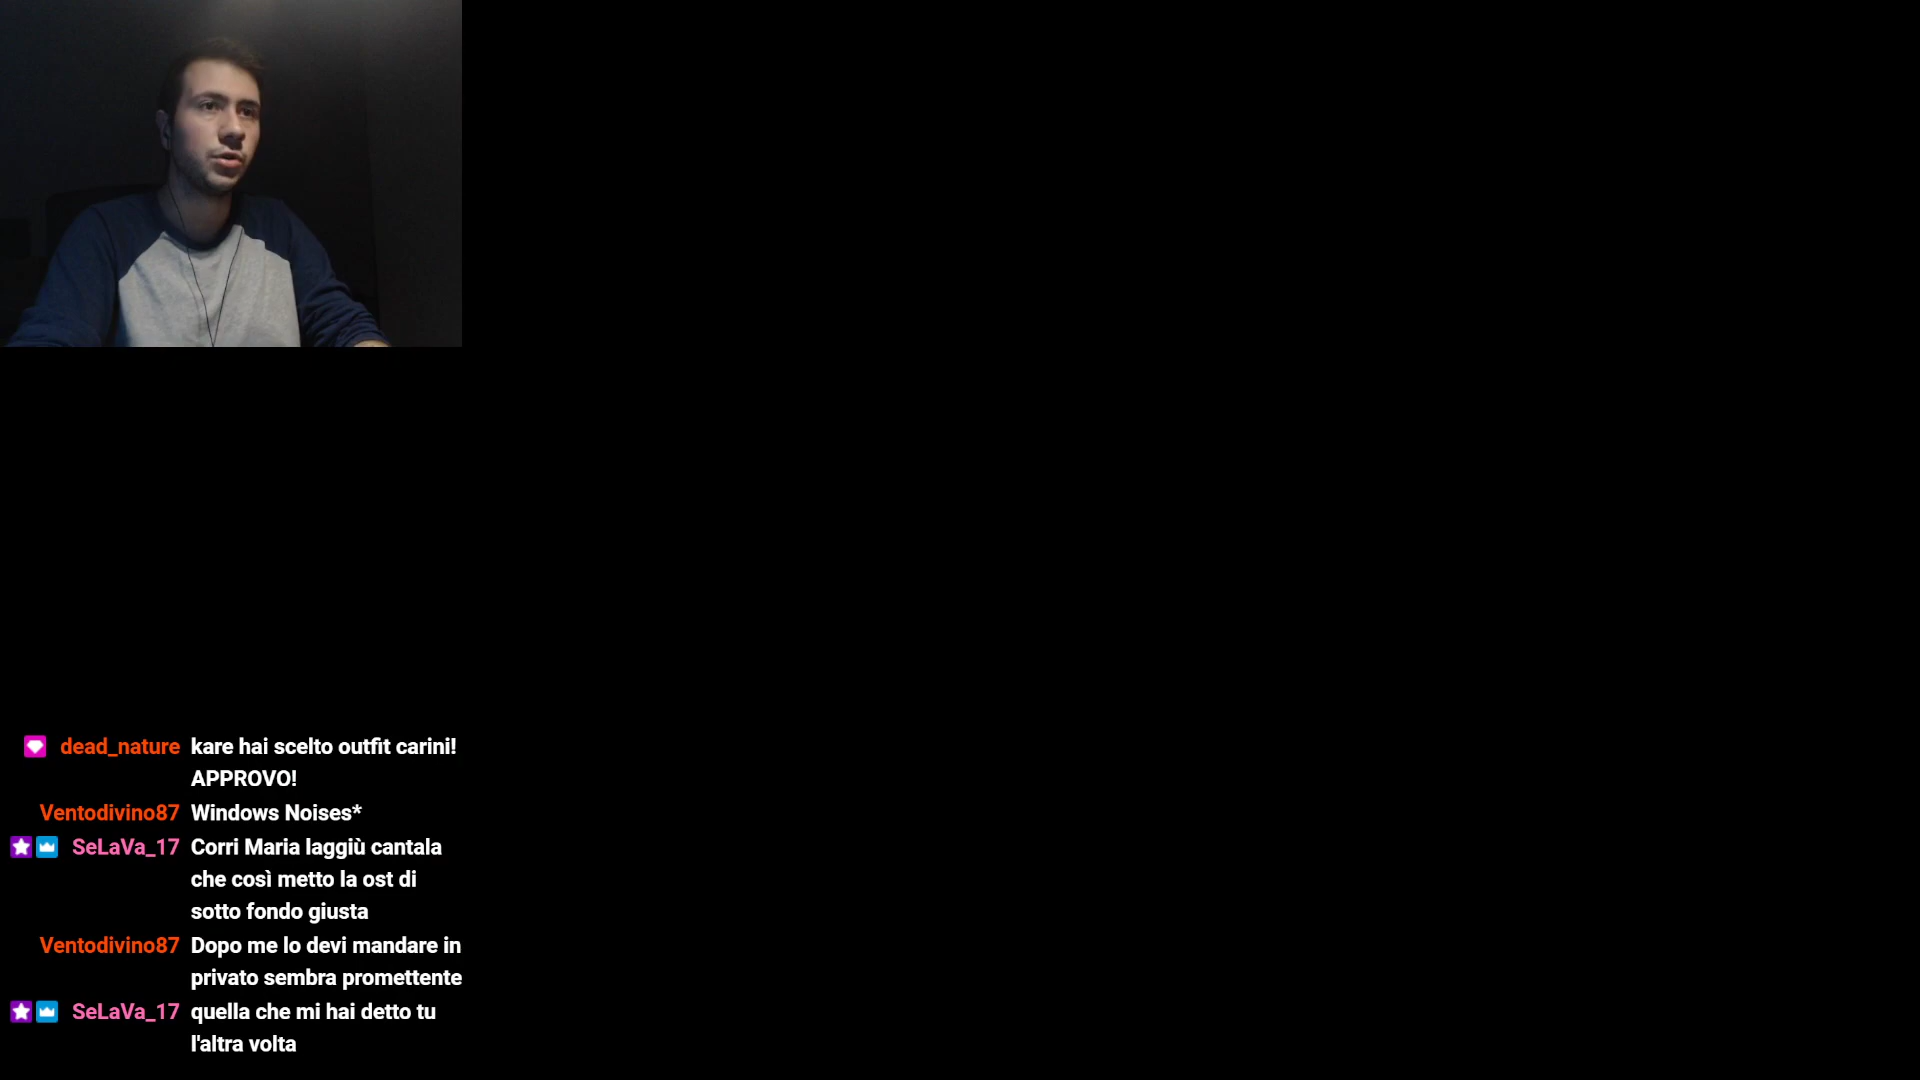 dead_nature kare hai scelto outfit carini!
APPROVO!
Ventodivino87 Windows Noises*
SeLaVa_17 Corri Maria laggiù cantala
che così metto la ost di
sotto fondo giusta
Ventodivino87 Dopo me lo devi mandare in
privato sembra promettente
SeLaVa_17 quella che mi hai detto tu
l'altra volta